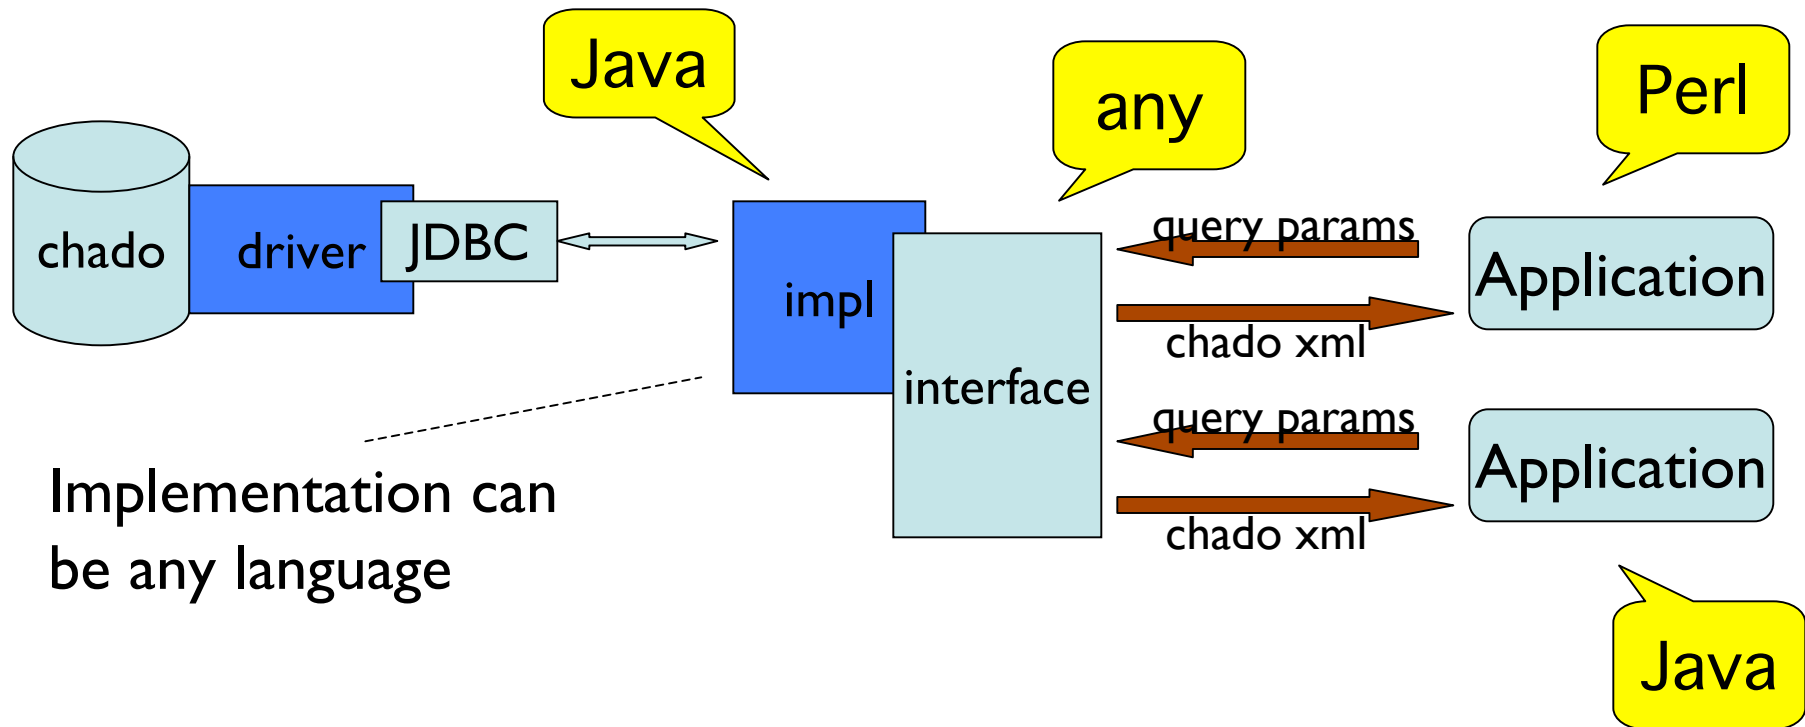 Java
any
Perl
chado
driver
JDBC
impl
interface
query params
chado xml
Application
query params
chado xml
Application
Implementation can
be any language
Java